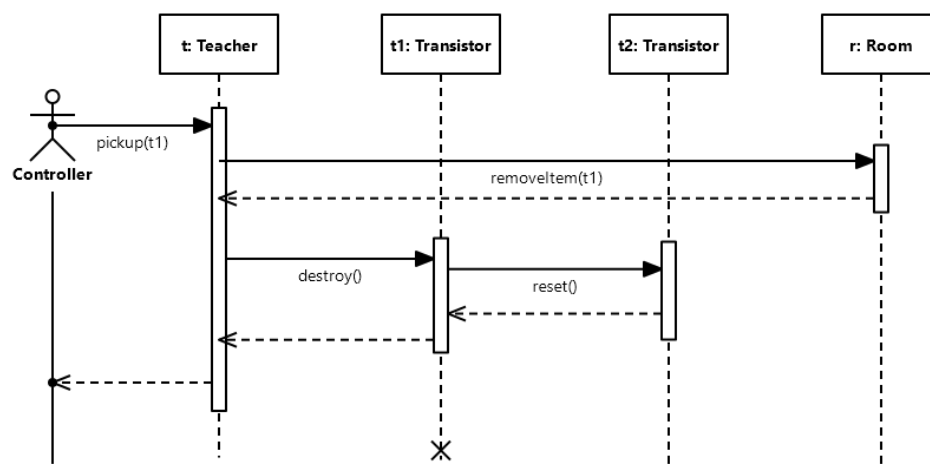 t: Teacher
t1: Transistor
t2: Transistor
r: Room
pickup(t1)
Controller
removeItem(t1)
destroy()
reset()